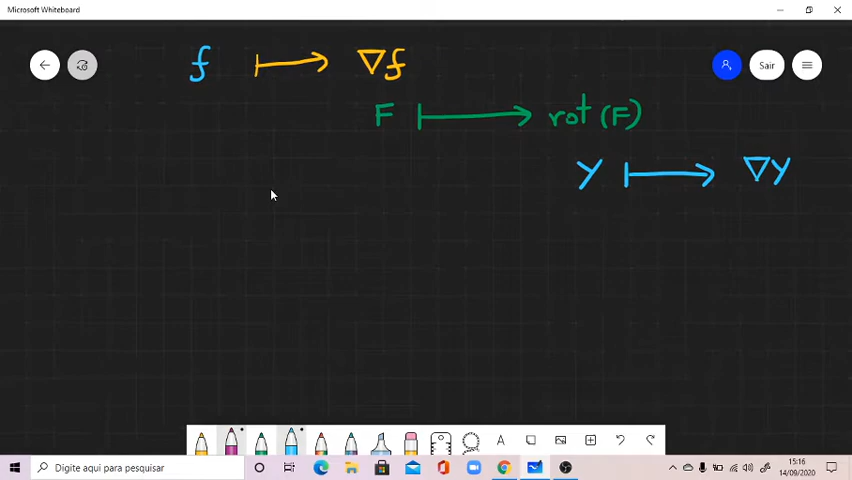 Microsoft Whiteboard
f ⟼ ∇f
Sair
F ⟼ rot (F)
Y ⟼ ∇Y
A
Digite aqui para pesquisar
15:16
14/09/2020